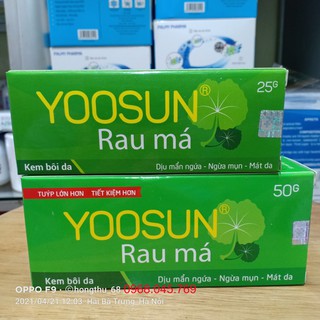 YOOSUN®
25G
Rau má
Kem bôi da
Dịu mẩn ngứa - Ngừa mụn - Mát da
TUÝP LỚN HƠN TIẾT KIỆM HƠN
50G
YOOSUN®
Rau má
Kem bôi da
Dịu mẩn ngứa - Ngừa mụn - Mát da
OPPO F9 · ©hongthu_68
2021/04/21 12:03 Hai Bà Trưng, Hà Nội